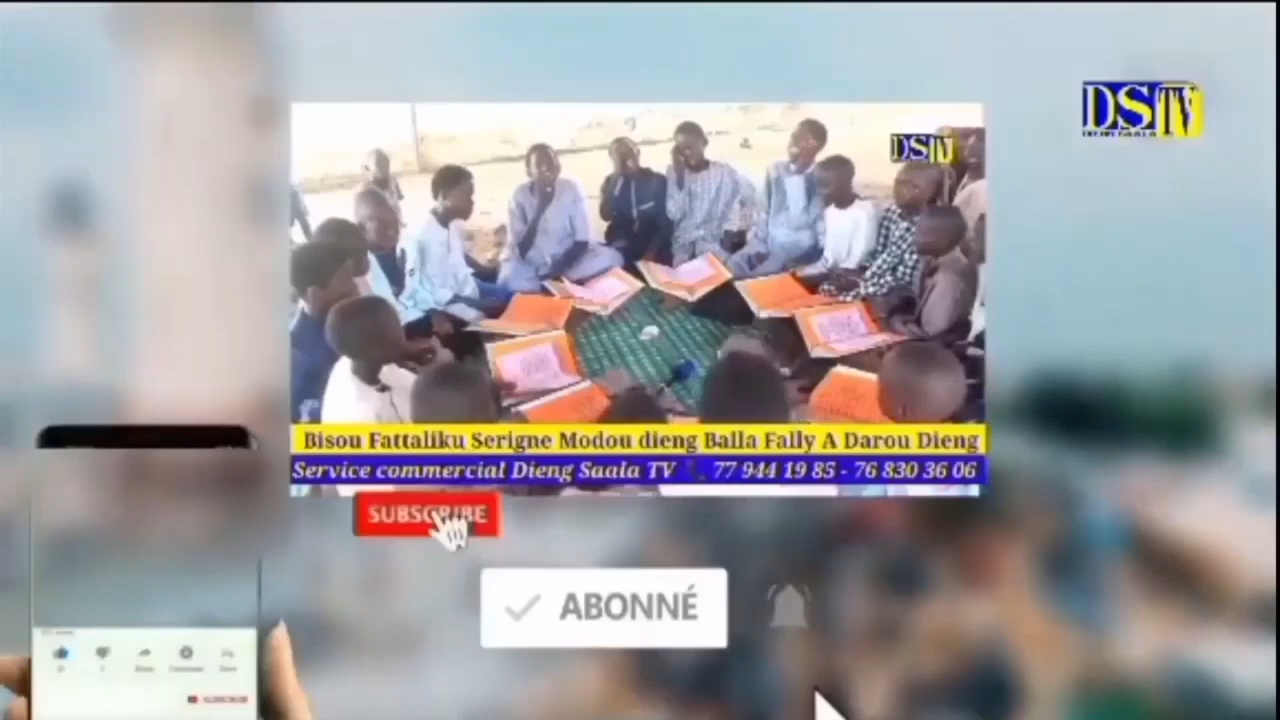 DSTV
DSTV
Bisou Fattaliku Serigne Modou dieng Balla Fally A Darou Dieng
Service commercial Dieng Saala TV 77 944 19 85 - 76 830 36 06
SUBSCRIBE
ABONNÉ